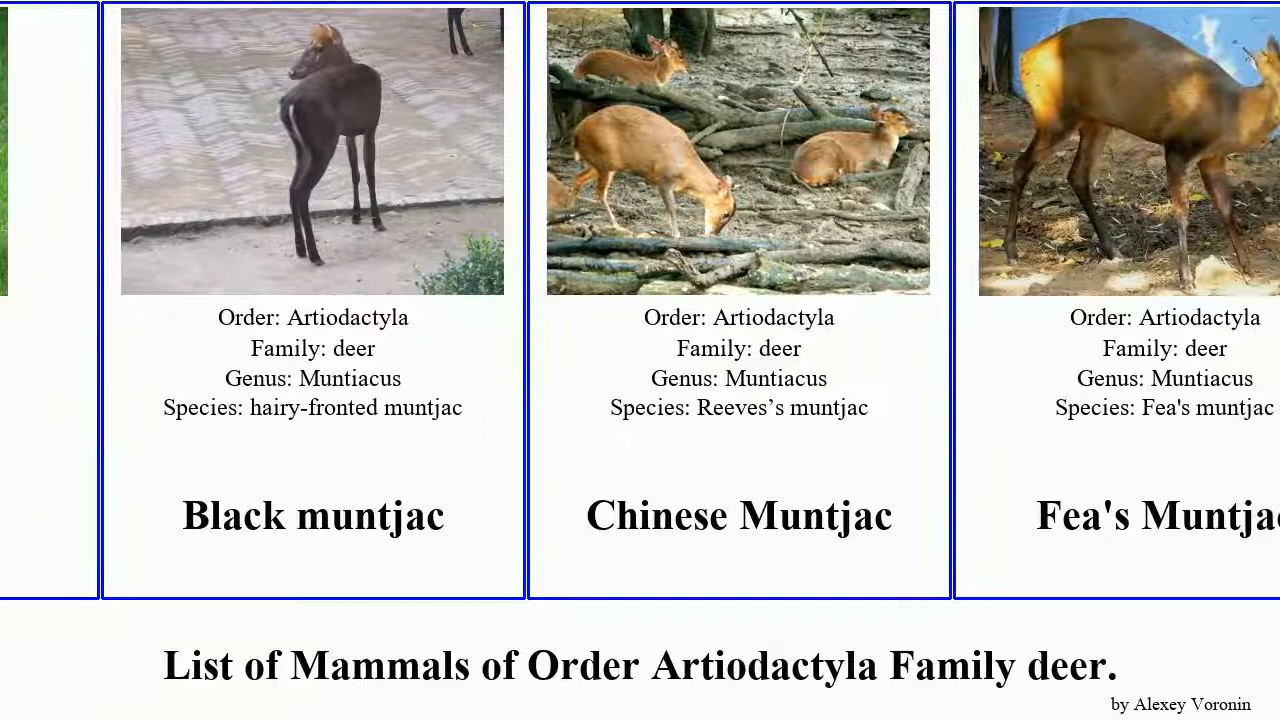 Order: Artiodactyla
Family: deer
Genus: Muntiacus
Species: hairy-fronted muntjac
Black muntjac
Order: Artiodactyla
Family: deer
Genus: Muntiacus
Species: Reeves’s muntjac
Chinese Muntjac
Order: Artiodactyla
Family: deer
Genus: Muntiacus
Species: Fea's muntjac
Fea's Muntjac
List of Mammals of Order Artiodactyla Family deer.
by Alexey Voronin